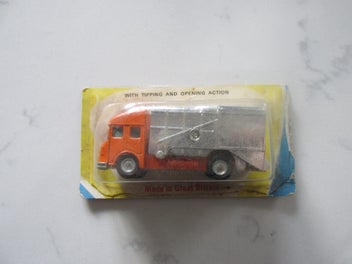 WITH TIPPING AND OPENING ACTION
Made in Great Britain